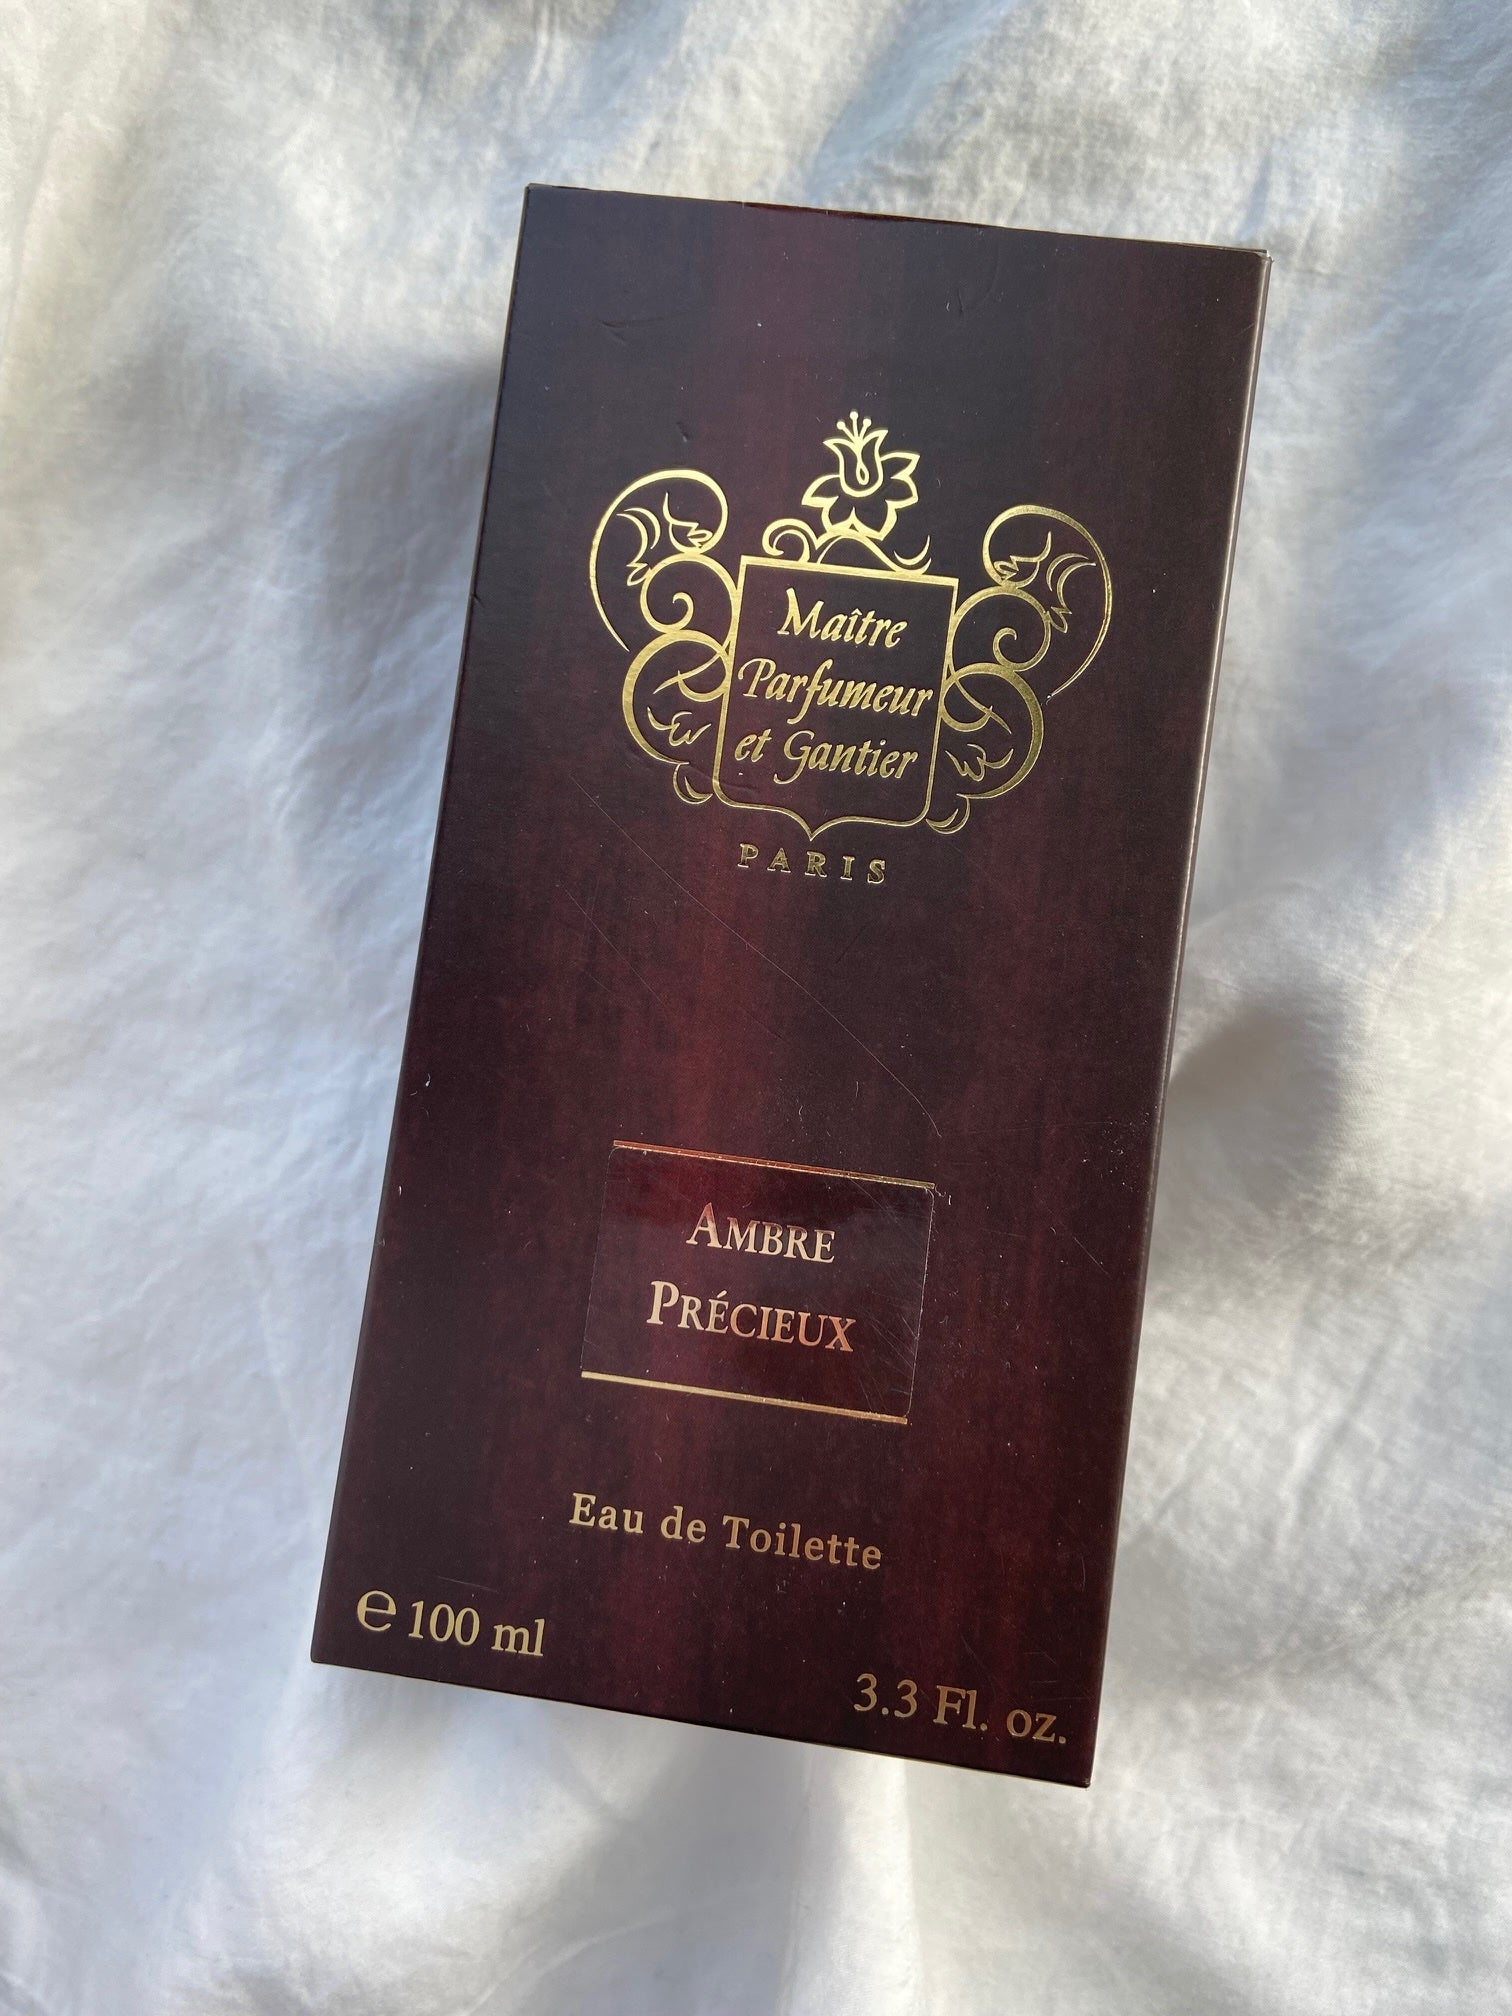 Maître
Parfumeur
et Gantier
PARIS
AMBRE
PRÉCIEUX
Eau de Toilette
℮ 100 ml
3.3 Fl. oz.